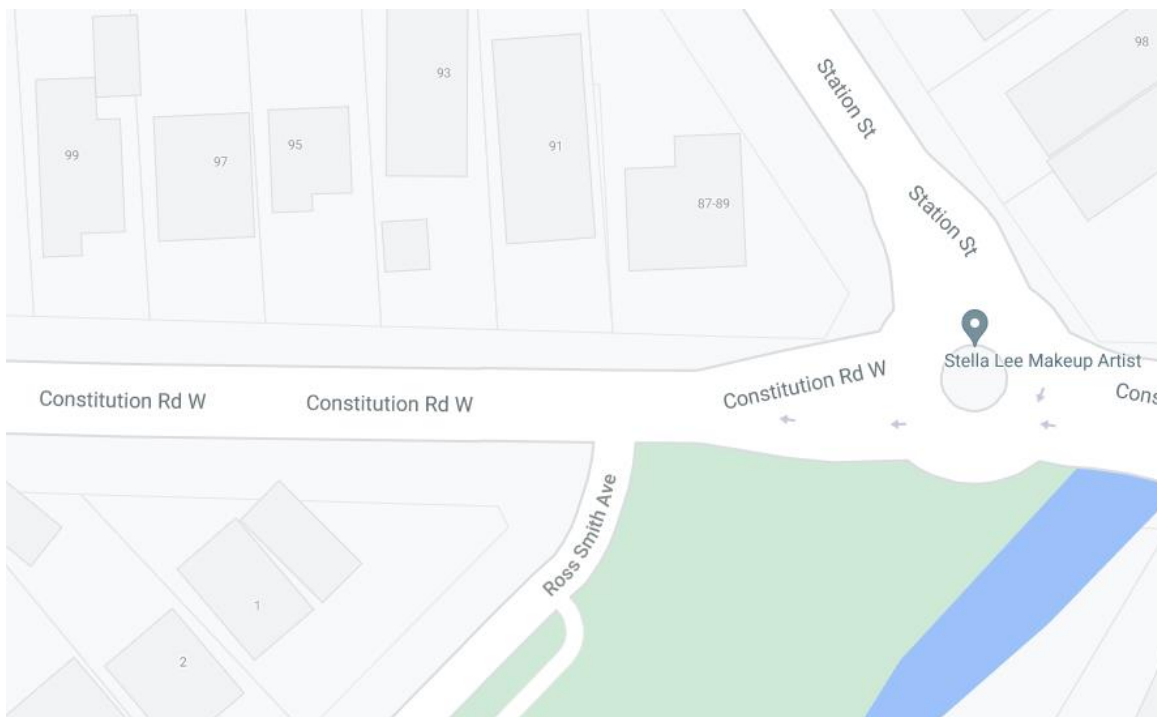 98
Station St
93
95
99
97
91
87-89
Station St
Stella Lee Makeup Artist
Constitution Rd W
Constitution Rd W
Constitution Rd W
Cons
Ross Smith Ave
1
2